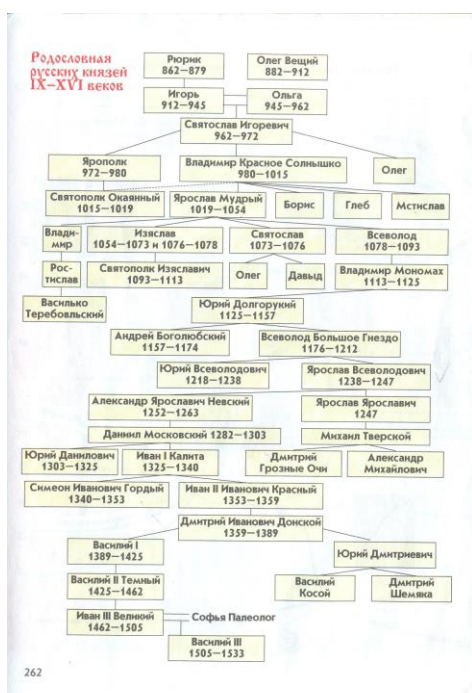 Родословная
русских князей
IX–XVI веков
Рюрик
862–879
Олег Вещий
882–912
Игорь
912–945
Ольга
945–962
Святослав Игоревич
962–972
Ярополк
972–980
Владимир Красное Солнышко
980–1015
Олег
Святополк Окаянный
1015–1019
Ярослав Мудрый
1019–1054
Борис
Глеб
Мстислав
Влади-
мир
Изяслав
1054–1073 и 1076–1078
Святослав
1073–1076
Всеволод
1078–1093
Рос-
тислав
Святополк Изяславич
1093–1113
Олег
Давыд
Владимир Мономах
1113–1125
Василько
Теребовльский
Юрий Долгорукий
1125–1157
Андрей Боголюбский
1157–1174
Всеволод Большое Гнездо
1176–1212
Юрий Всеволодович
1218–1238
Ярослав Всеволодович
1238–1247
Александр Ярославич Невский
1252–1263
Ярослав Ярославич
1247
Даниил Московский 1282–1303
Михаил Тверской
Юрий Данилович
1303–1325
Иван I Калита
1325–1340
Дмитрий
Грозные Очи
Александр
Михайлович
Симеон Иванович Гордый
1340–1353
Иван II Иванович Красный
1353–1359
Дмитрий Иванович Донской
1359–1389
Василий I
1389–1425
Юрий Дмитриевич
Василий II Темный
1425–1462
Василий
Косой
Дмитрий
Шемяка
Иван III Великий
1462–1505
Софья Палеолог
Василий III
1505–1533
262